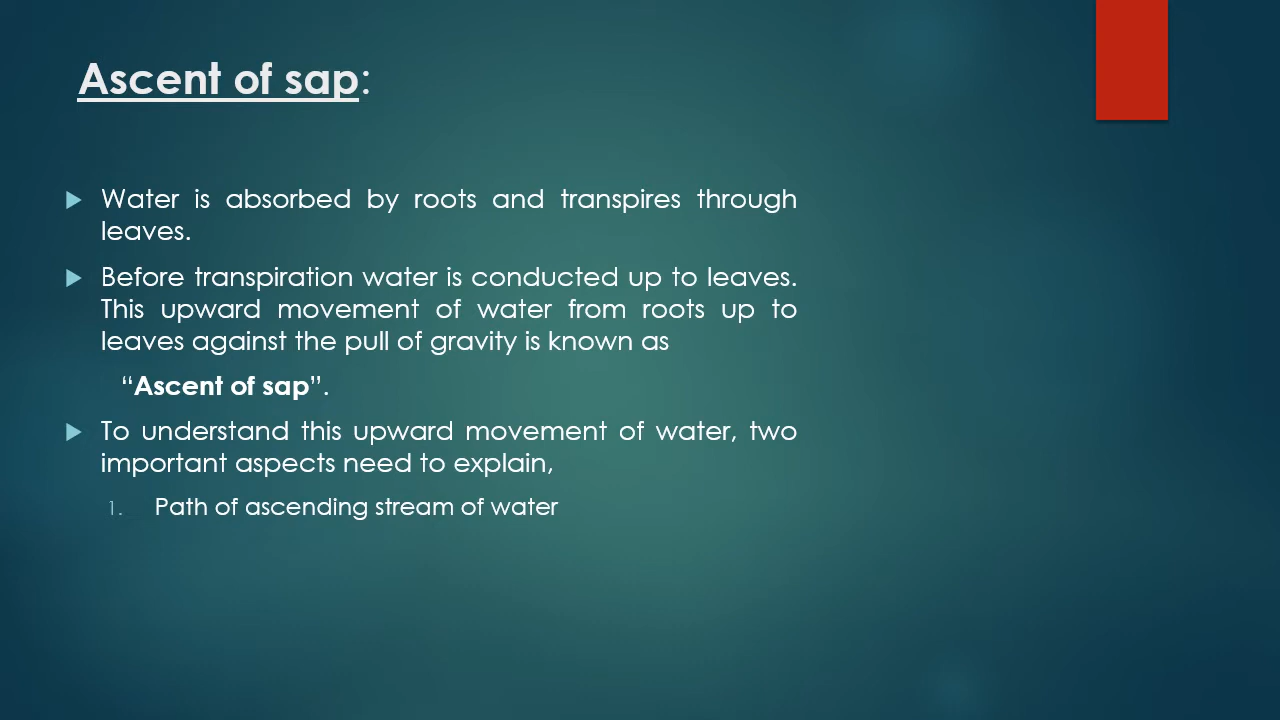 Ascent of sap:
Water is absorbed by roots and transpires through
leaves.
Before transpiration water is conducted up to leaves.
This upward movement of water from roots up to
leaves against the pull of gravity is known as
“Ascent of sap”.
To understand this upward movement of water, two
important aspects need to explain,
1. Path of ascending stream of water